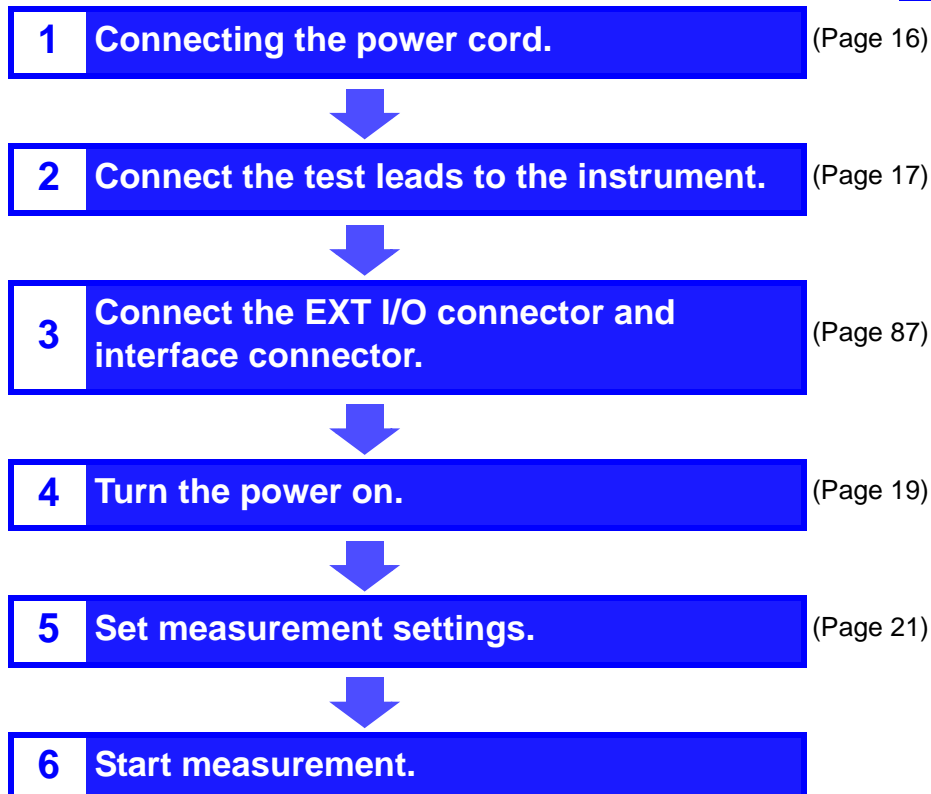 1 Connecting the power cord. (Page 16)
2 Connect the test leads to the instrument. (Page 17)
3 Connect the EXT I/O connector and
interface connector. (Page 87)
4 Turn the power on. (Page 19)
5 Set measurement settings. (Page 21)
6 Start measurement.